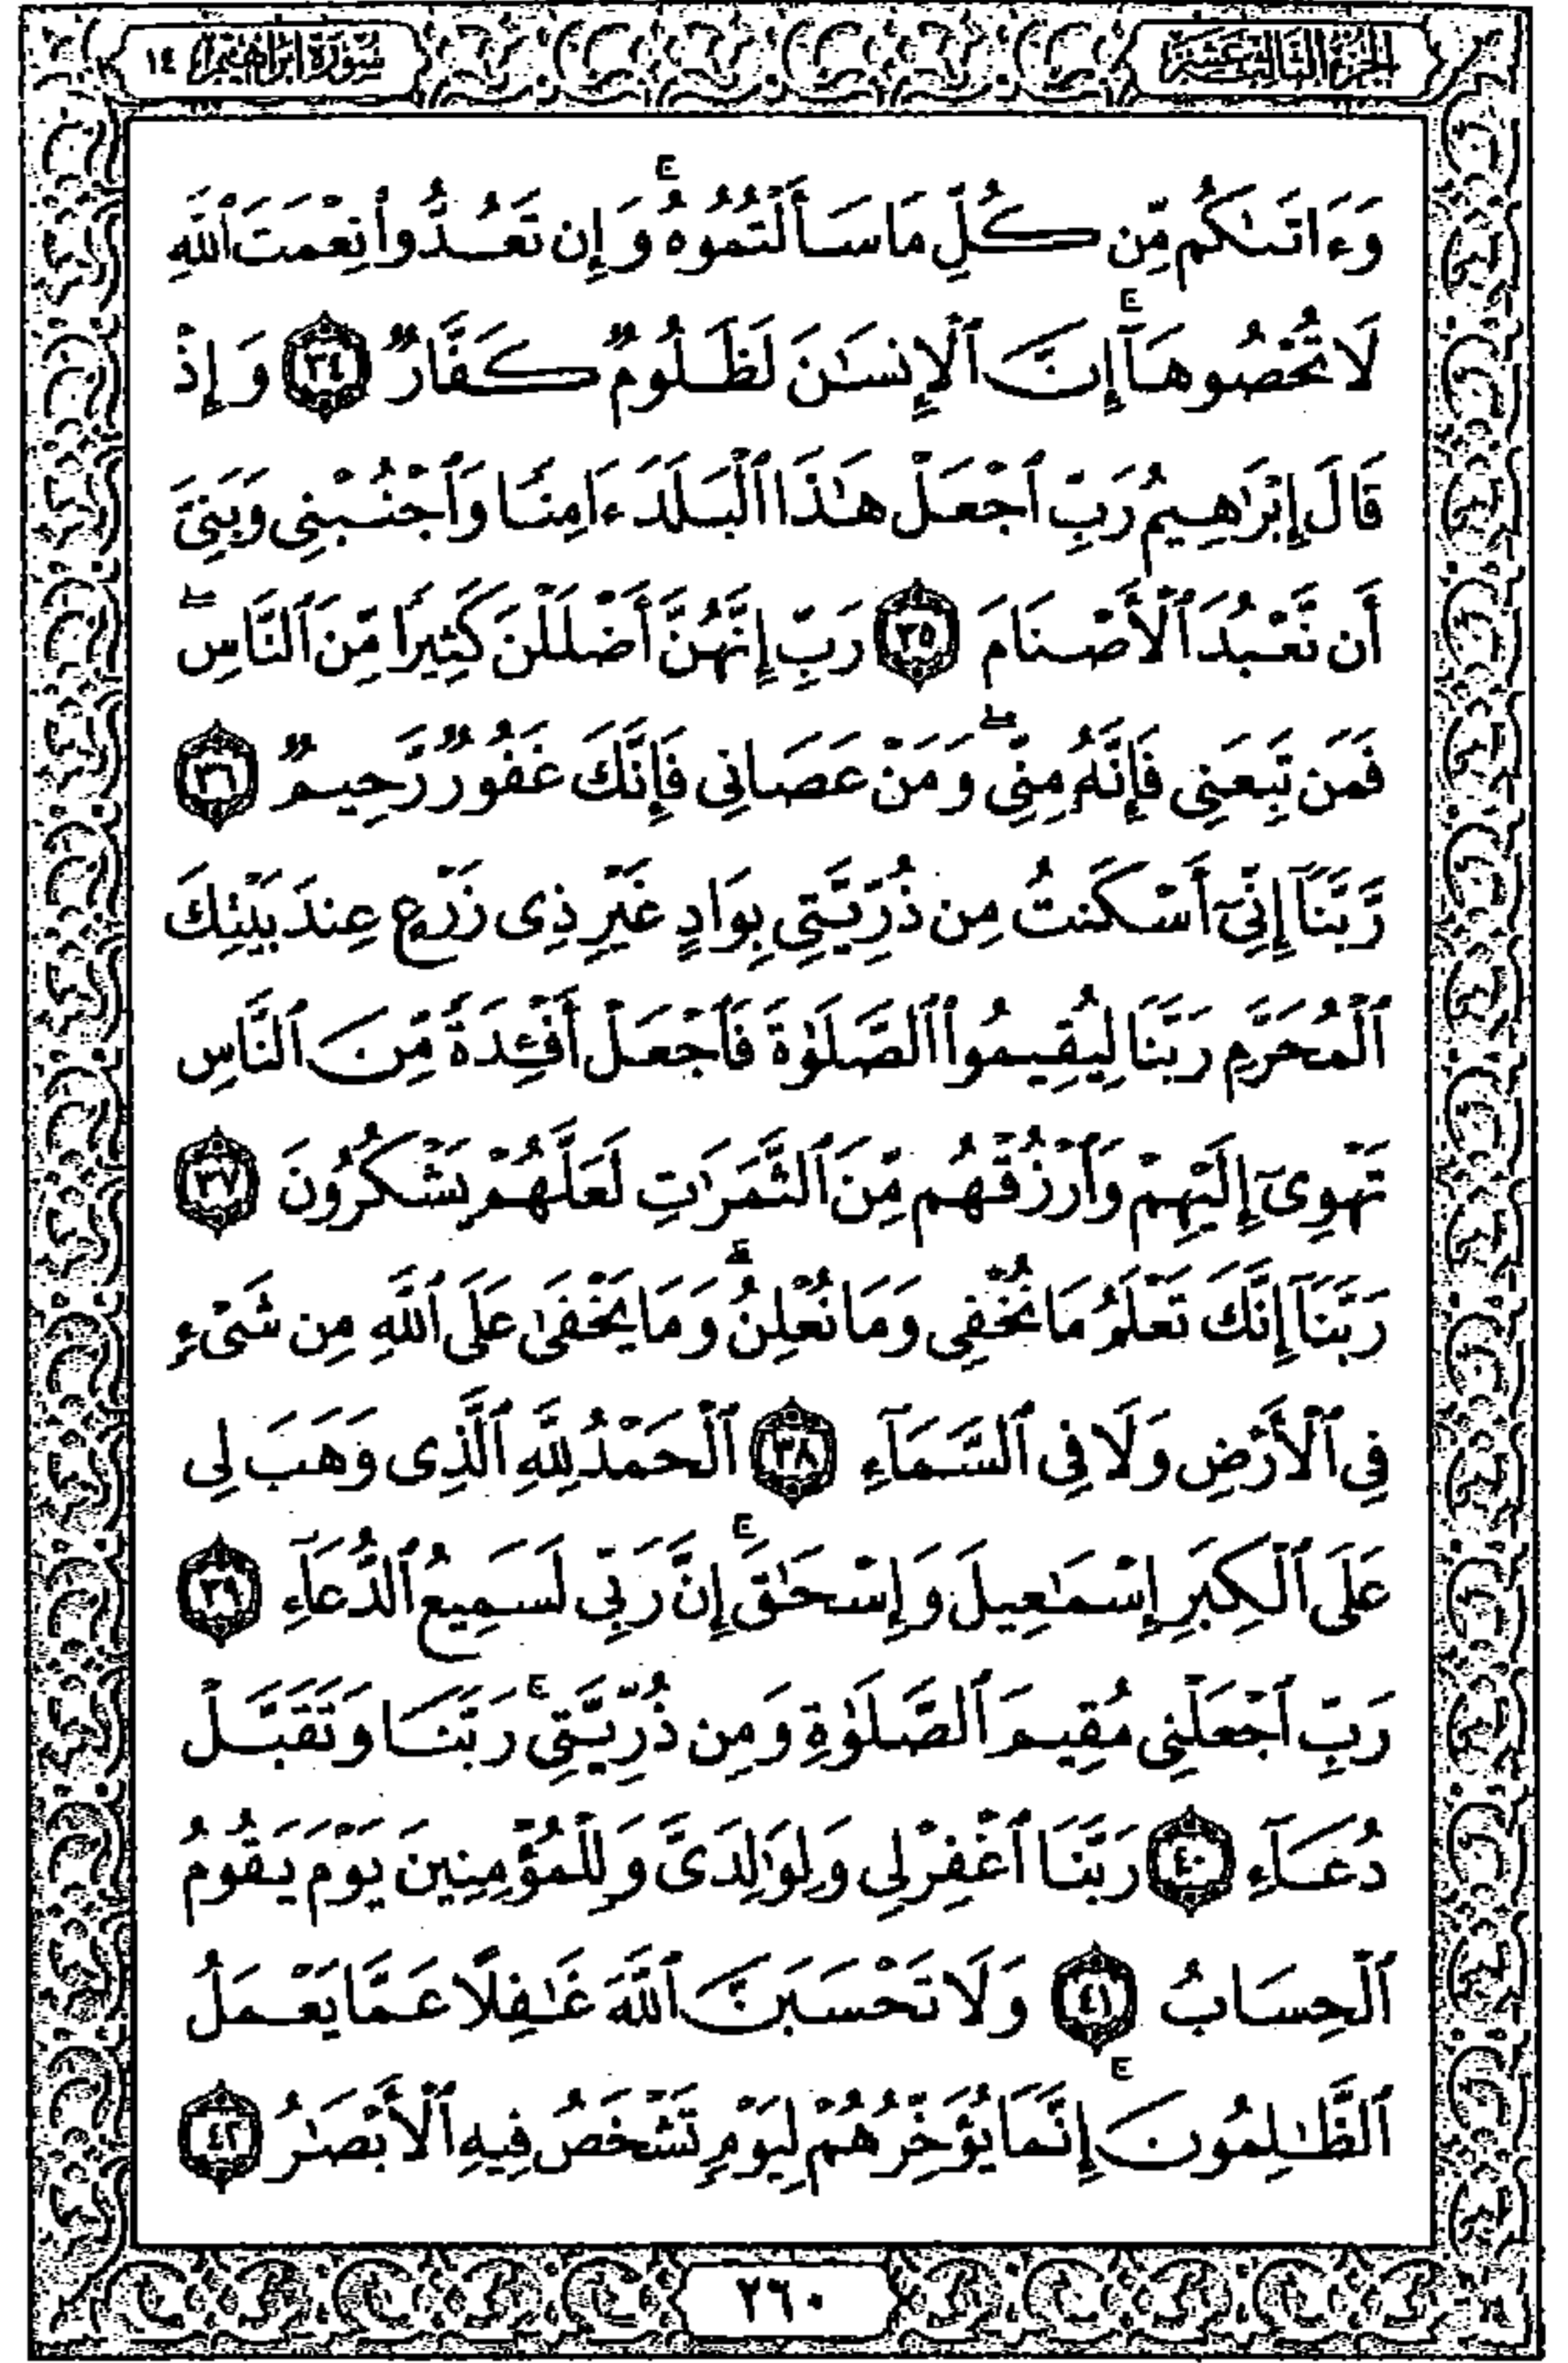 الجزء الثالث عشر
سورة إبراهيم ١٤
وَءَاتَىٰكُم مِّن كُلِّ مَا سَأَلْتُمُوهُ ۚ وَإِن تَعُدُّوا۟ نِعْمَتَ ٱللَّهِ
لَا تُحْصُوهَآ ۗ إِنَّ ٱلْإِنسَٰنَ لَظَلُومٌ كَفَّارٌ ٣٤ وَإِذْ
قَالَ إِبْرَٰهِيمُ رَبِّ ٱجْعَلْ هَٰذَا ٱلْبَلَدَ ءَامِنًا وَٱجْنُبْنِى وَبَنِىَّ
أَن نَّعْبُدَ ٱلْأَصْنَامَ ٣٥ رَبِّ إِنَّهُنَّ أَضْلَلْنَ كَثِيرًا مِّنَ ٱلنَّاسِ ۖ
فَمَن تَبِعَنِى فَإِنَّهُۥ مِنِّى ۖ وَمَنْ عَصَانِى فَإِنَّكَ غَفُورٌ رَّحِيمٌ ٣٦
رَّبَّنَآ إِنِّىٓ أَسْكَنتُ مِن ذُرِّيَّتِى بِوَادٍ غَيْرِ ذِى زَرْعٍ عِندَ بَيْتِكَ
ٱلْمُحَرَّمِ رَبَّنَا لِيُقِيمُوا۟ ٱلصَّلَوٰةَ فَٱجْعَلْ أَفْـِٔدَةً مِّنَ ٱلنَّاسِ
تَهْوِىٓ إِلَيْهِمْ وَٱرْزُقْهُم مِّنَ ٱلثَّمَرَٰتِ لَعَلَّهُمْ يَشْكُرُونَ ٣٧
رَبَّنَآ إِنَّكَ تَعْلَمُ مَا نُخْفِى وَمَا نُعْلِنُ ۗ وَمَا يَخْفَىٰ عَلَى ٱللَّهِ مِن شَىْءٍ
فِى ٱلْأَرْضِ وَلَا فِى ٱلسَّمَآءِ ٣٨ ٱلْحَمْدُ لِلَّهِ ٱلَّذِى وَهَبَ لِى
عَلَى ٱلْكِبَرِ إِسْمَٰعِيلَ وَإِسْحَٰقَ ۚ إِنَّ رَبِّى لَسَمِيعُ ٱلدُّعَآءِ ٣٩
رَبِّ ٱجْعَلْنِى مُقِيمَ ٱلصَّلَوٰةِ وَمِن ذُرِّيَّتِى ۚ رَبَّنَا وَتَقَبَّلْ
دُعَآءِ ٤٠ رَبَّنَا ٱغْفِرْ لِى وَلِوَٰلِدَىَّ وَلِلْمُؤْمِنِينَ يَوْمَ يَقُومُ
ٱلْحِسَابُ ٤١ وَلَا تَحْسَبَنَّ ٱللَّهَ غَٰفِلًا عَمَّا يَعْمَلُ
ٱلظَّٰلِمُونَ ۚ إِنَّمَا يُؤَخِّرُهُمْ لِيَوْمٍ تَشْخَصُ فِيهِ ٱلْأَبْصَٰرُ ٤٢
٢٦٠